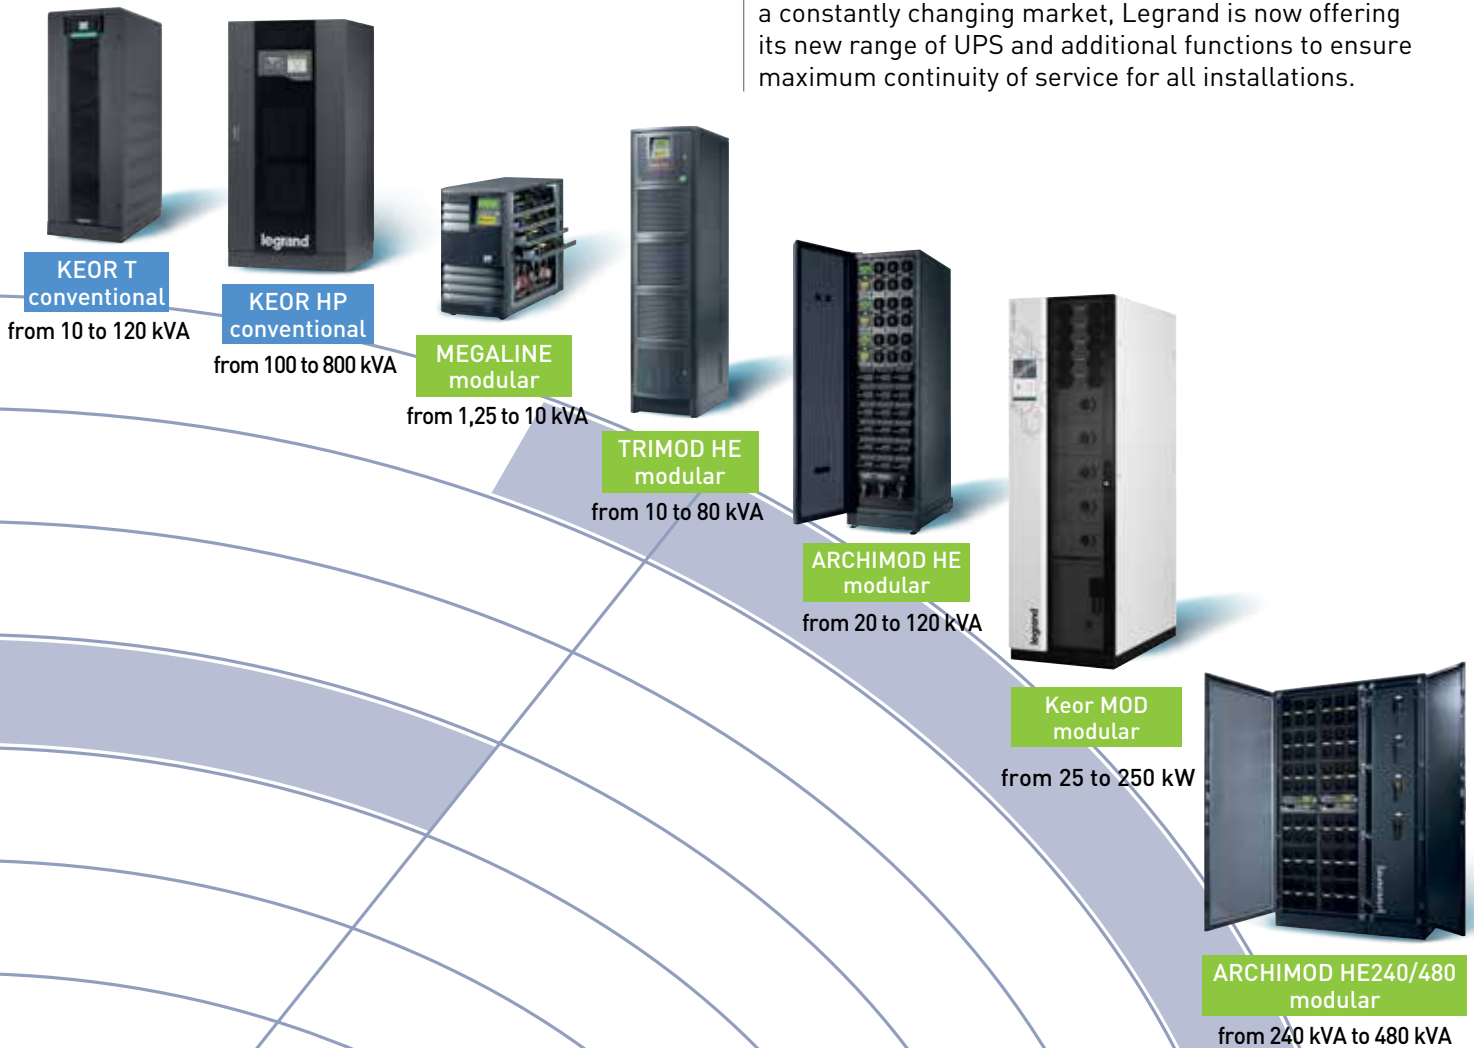 a constantly changing market, Legrand is now offering
its new range of UPS and additional functions to ensure
maximum continuity of service for all installations.
legrand
KEOR T
conventional
from 10 to 120 kVA
KEOR HP
conventional
from 100 to 800 kVA
MEGALINE
modular
from 1,25 to 10 kVA
TRIMOD HE
modular
from 10 to 80 kVA
ARCHIMOD HE
modular
from 20 to 120 kVA
legrand
Keor MOD
modular
from 25 to 250 kW
legrand
ARCHIMOD HE240/480
modular
from 240 kVA to 480 kVA